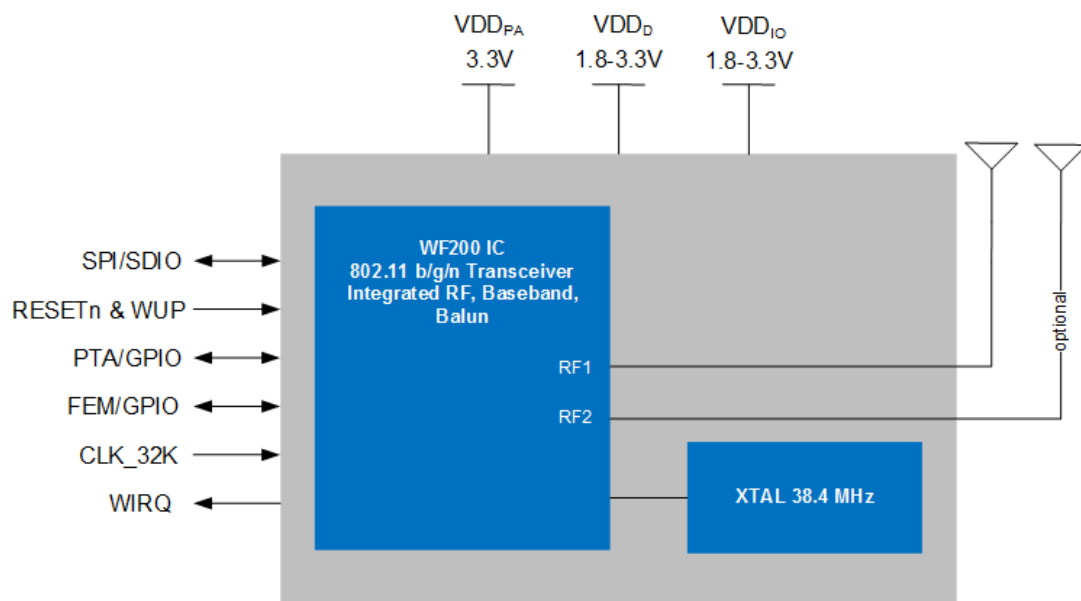 VDDPA
3.3V
VDDD
1.8-3.3V
VDDIO
1.8-3.3V
SPI/SDIO
RESETn & WUP
PTA/GPIO
FEM/GPIO
CLK_32K
WIRQ
WF200 IC
802.11 b/g/n Transceiver
Integrated RF, Baseband,
Balun
RF1
RF2
XTAL 38.4 MHz
optional